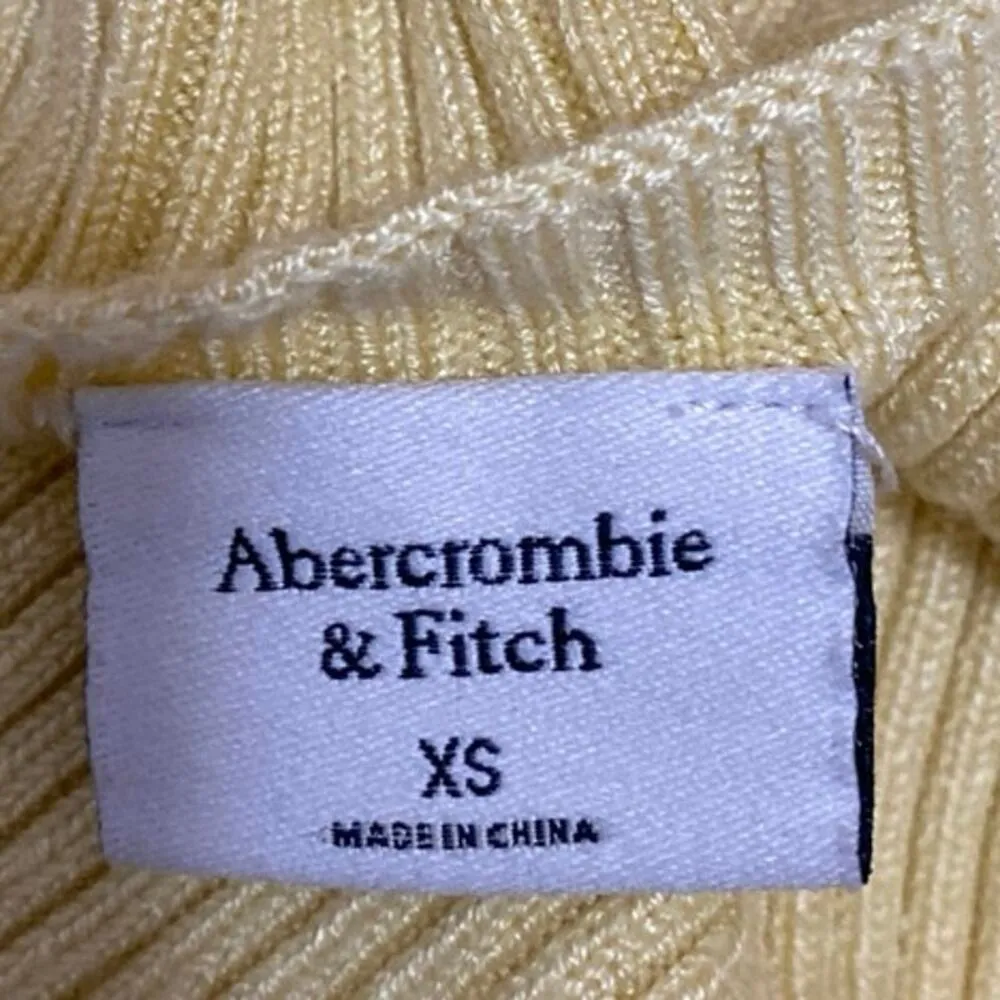 Abercrombie
& Fitch
XS
MADE IN CHINA